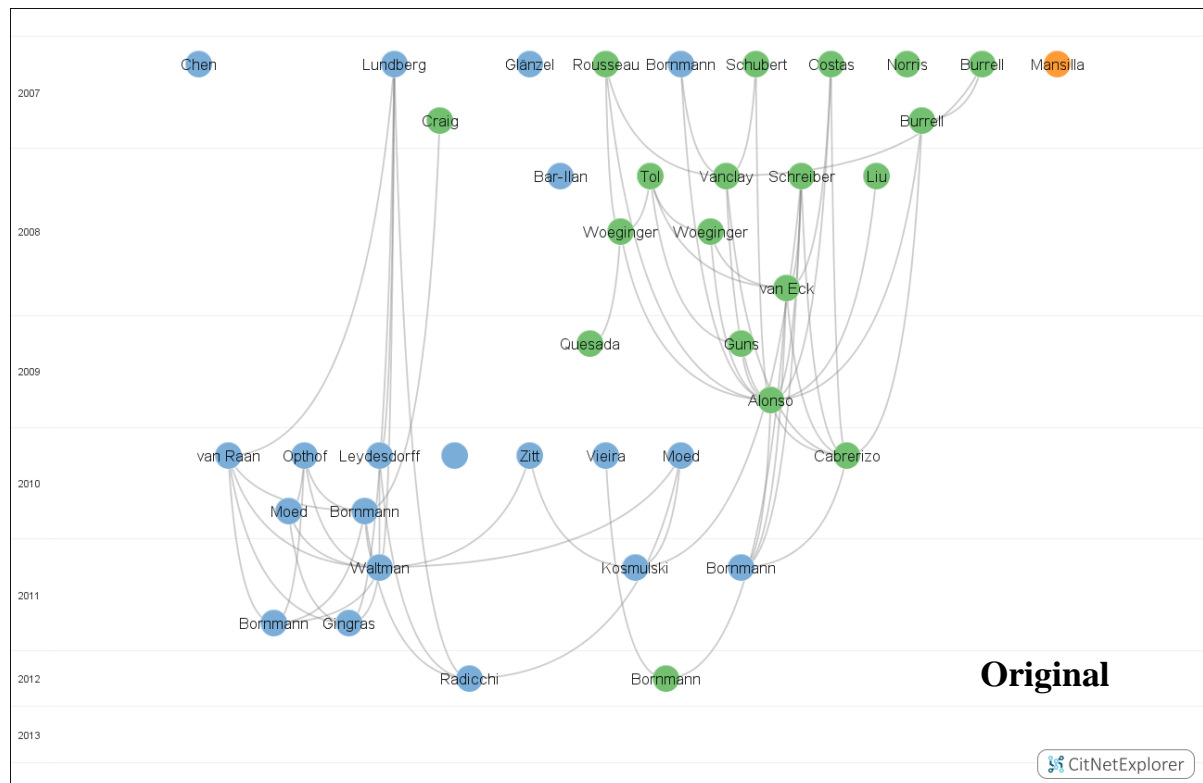 Chen Lundberg Glänzel Rousseau Bornmann Schubert Costas Norris Burrell Mansilla
2007
Craig Burrell
Bar-Ilan Tol Vanclay Schreiber Liu
2008
Woeginger Woeginger
van Eck
Quesada Guns
2009
Alonso
van Raan Opthof Leydesdorff Zitt Vieira Moed Cabrerizo
2010
Moed Bornmann
Waltman Kosmulski Bornmann
2011
Bornmann Gingras
2012
Radicchi Bornmann
Original
2013
CitNetExplorer